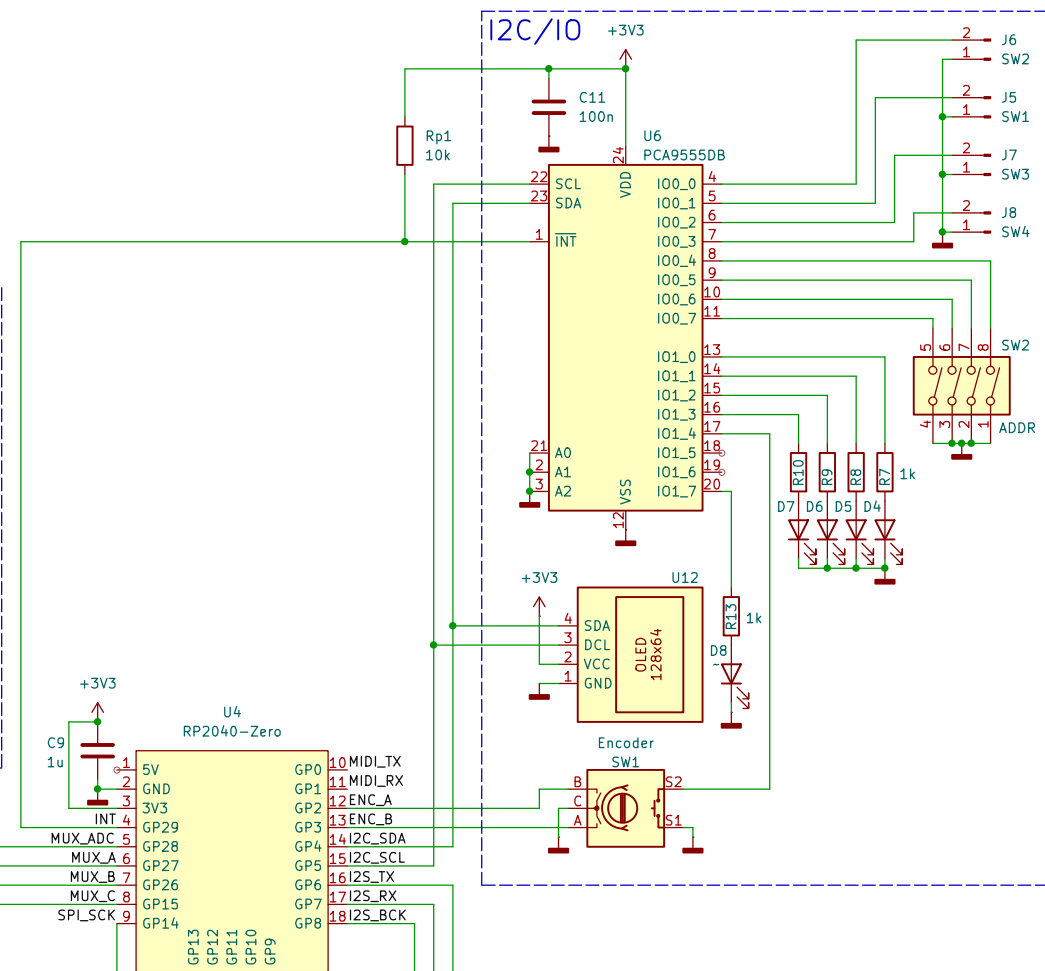 I2C/IO
+3V3
2
J6
1
SW2
C11
100n
2
J5
1
SW1
Rp1
10k
U6
PCA9555DB
24
VDD
2
J7
1
SW3
22
SCL
IO0_0
4
23
SDA
IO0_1
5
IO0_2
6
1
INT
IO0_3
7
2
J8
1
SW4
IO0_4
8
IO0_5
9
IO0_6
10
IO0_7
11
IO1_0
13
IO1_1
14
IO1_2
15
IO1_3
16
IO1_4
17
5
6
7
8
SW2
4
3
2
1
ADDR
21
A0
IO1_5
18
2
A1
IO1_6
19
3
A2
IO1_7
20
VSS
12
R10
R9
R8
R7
1k
D7
D6
D5
D4
+3V3
U12
4
SDA
3
DCL
2
VCC
1
GND
OLED
128x64
R13
1k
D8
~
Encoder
SW1
B
C
A
S2
S1
+3V3
C9
1u
U4
RP2040-Zero
1
5V
GP0
10
MIDI_TX
2
GND
GP1
11
MIDI_RX
3
3V3
GP2
12
ENC_A
INT
4
GP29
GP3
13
ENC_B
MUX_ADC
5
GP28
GP4
14
I2C_SDA
MUX_A
6
GP27
GP5
15
I2C_SCL
MUX_B
7
GP26
GP6
16
I2S_TX
MUX_C
8
GP15
GP7
17
I2S_RX
SPI_SCK
9
GP14
GP8
18
I2S_BCK
GP13
GP12
GP11
GP10
GP9